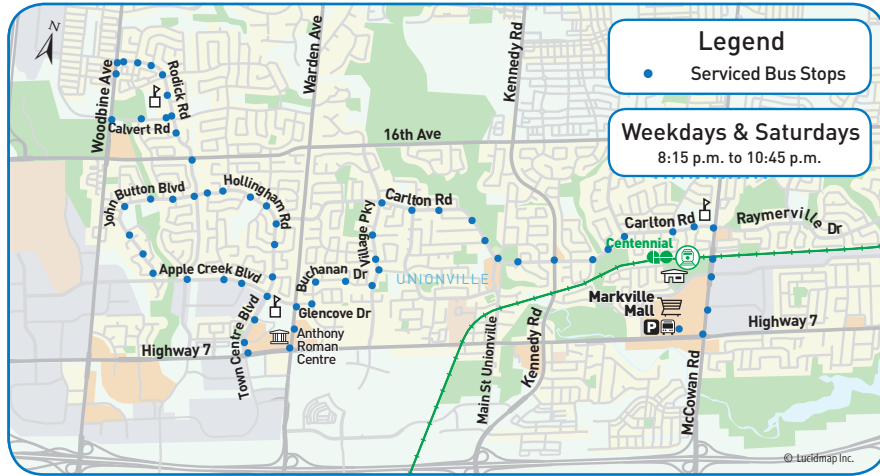 N
Woodbine Ave
Rodick Rd
Calvert Rd
Warden Ave
Kennedy Rd
16th Ave
Legend
Serviced Bus Stops
Weekdays & Saturdays
8:15 p.m. to 10:45 p.m.
John Button Blvd
Hollingham Rd
Carlton Rd
Village Pky
Carlton Rd
Raymerville Dr
Centennial
Apple Creek Blvd
Buchanan Dr
UNIONVILLE
Town Centre Blvd
Glencove Dr
Anthony
Roman
Centre
Markville
Mall
P
Highway 7
Highway 7
Main St Unionville
Kennedy Rd
McCowan Rd
© Lucidmap Inc.